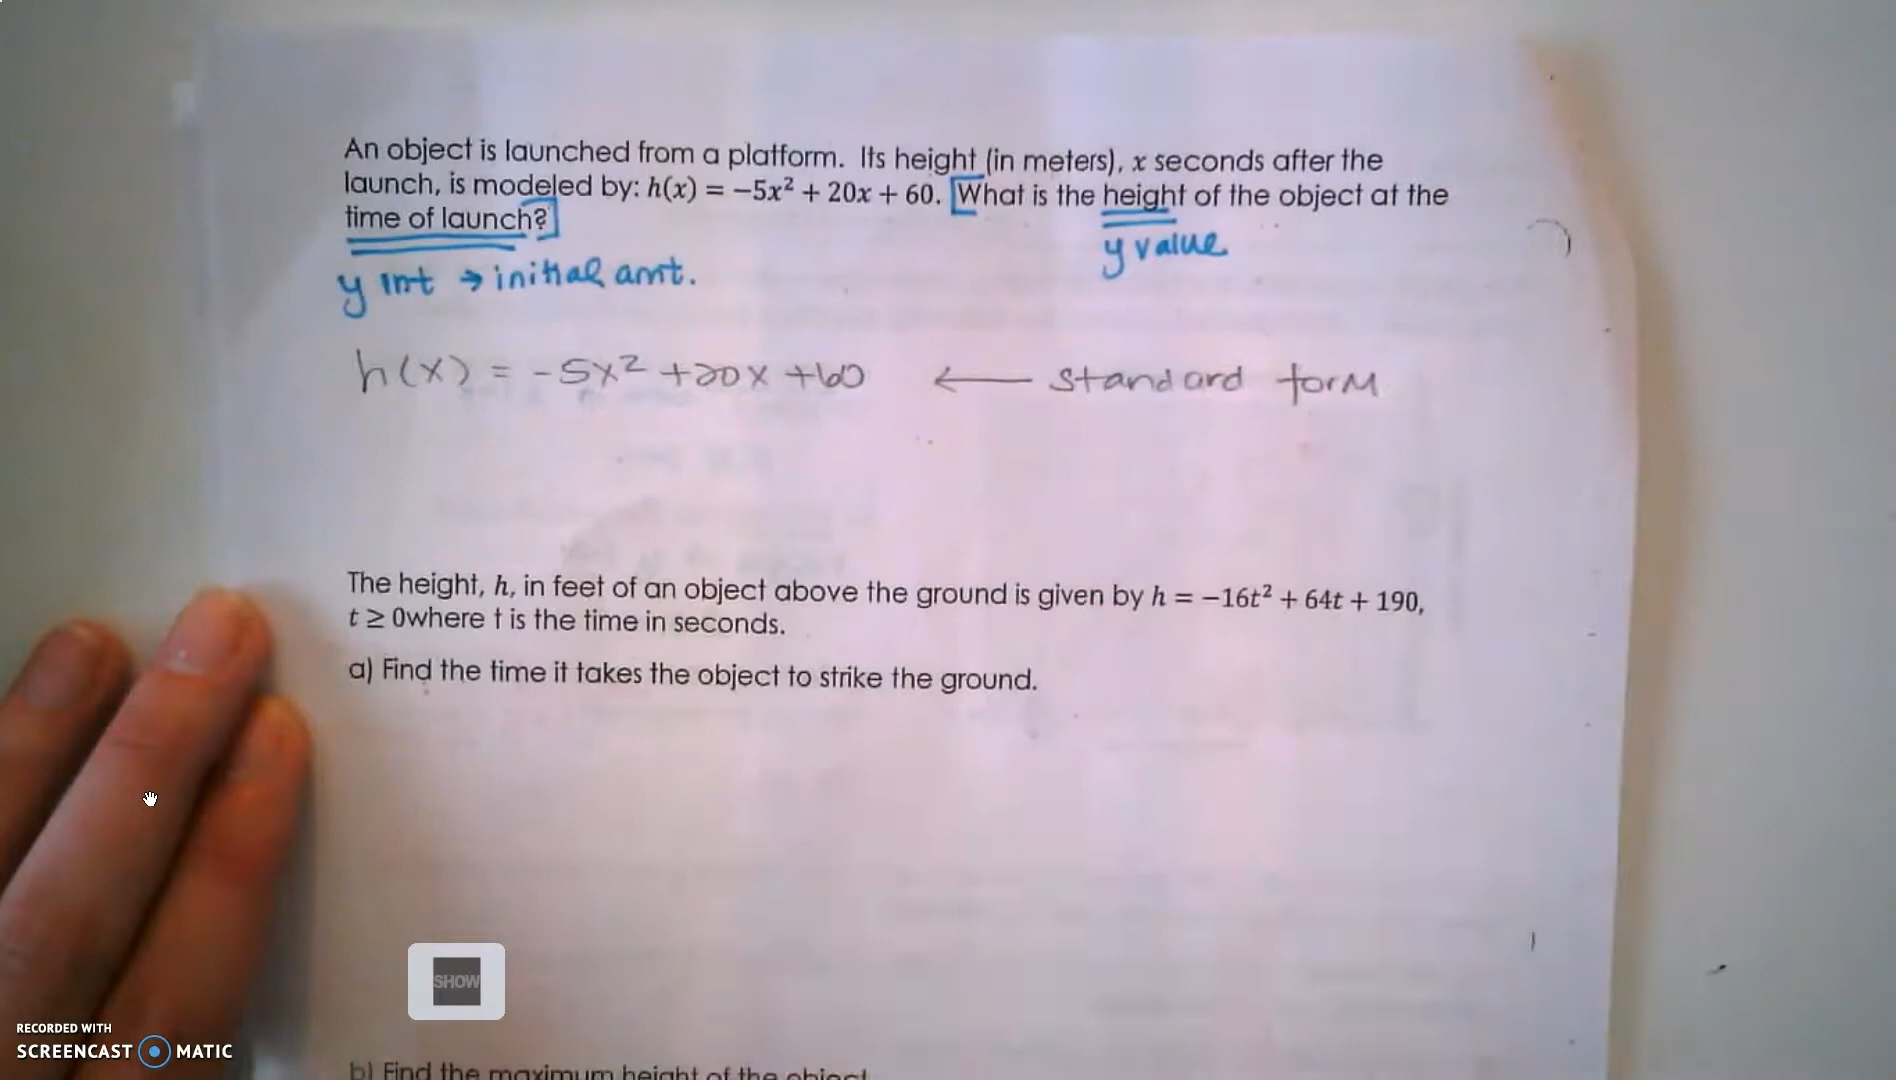 An object is launched from a platform. Its height (in meters), x seconds after the
launch, is modeled by: h(x) = −5x² + 20x + 60. [What is the height of the object at the
time of launch?]
y value
y int → initial amt.
h(x) = -5x² +20x +60 ← standard form
The height, h, in feet of an object above the ground is given by h = −16t² + 64t + 190,
t ≥ 0where t is the time in seconds.
a) Find the time it takes the object to strike the ground.
SHOW
RECORDED WITH
SCREENCAST MATIC
b) Find the maximum height of the object